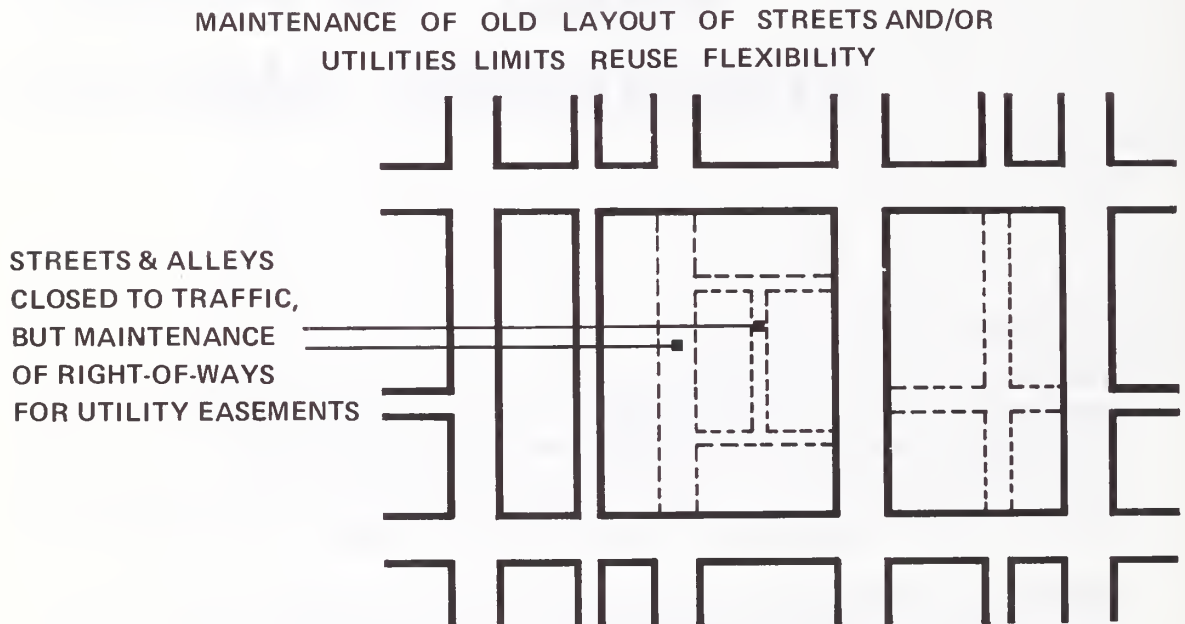 MAINTENANCE OF OLD LAYOUT OF STREETS AND/OR
UTILITIES LIMITS REUSE FLEXIBILITY
STREETS & ALLEYS
CLOSED TO TRAFFIC,
BUT MAINTENANCE
OF RIGHT-OF-WAYS
FOR UTILITY EASEMENTS